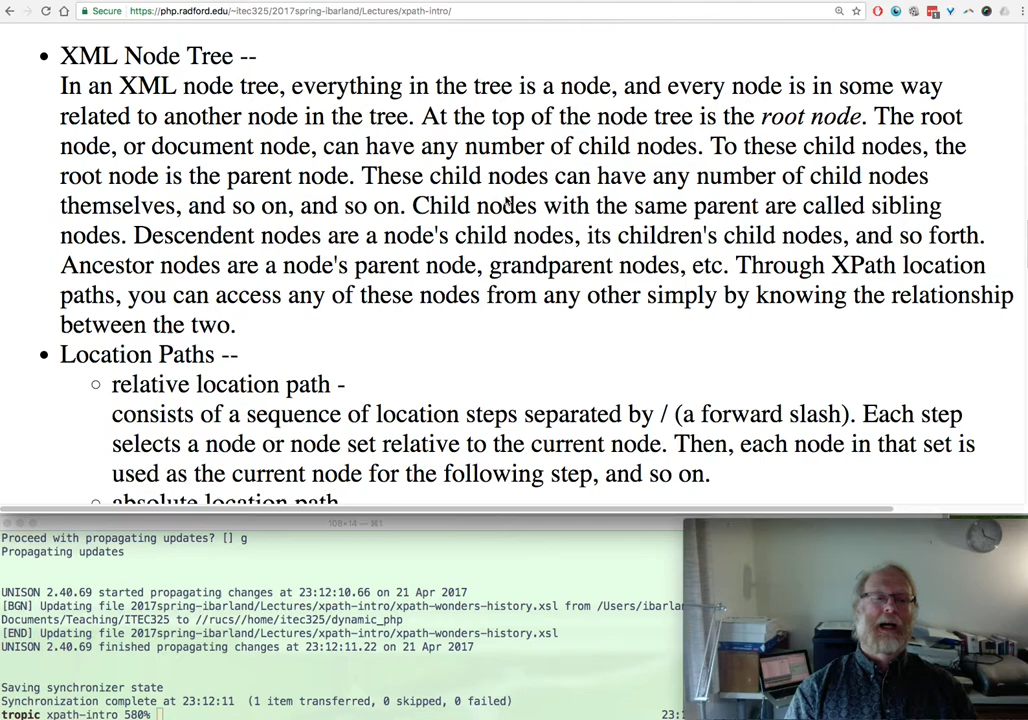 Secure https://php.radford.edu/~itec325/2017spring-ibarland/Lectures/xpath-intro/
• XML Node Tree --
In an XML node tree, everything in the tree is a node, and every node is in some way
related to another node in the tree. At the top of the node tree is the root node. The root
node, or document node, can have any number of child nodes. To these child nodes, the
root node is the parent node. These child nodes can have any number of child nodes
themselves, and so on, and so on. Child nodes with the same parent are called sibling
nodes. Descendent nodes are a node's child nodes, its children's child nodes, and so forth.
Ancestor nodes are a node's parent node, grandparent nodes, etc. Through XPath location
paths, you can access any of these nodes from any other simply by knowing the relationship
between the two.
• Location Paths --
○ relative location path -
consists of a sequence of location steps separated by / (a forward slash). Each step
selects a node or node set relative to the current node. Then, each node in that set is
used as the current node for the following step, and so on.
○ absolute location path
108×14 — ⌘1
Proceed with propagating updates? [] g
Propagating updates
UNISON 2.40.69 started propagating changes at 23:12:10.66 on 21 Apr 2017
[BGN] Updating file 2017spring-ibarland/Lectures/xpath-intro/xpath-wonders-history.xsl from /Users/ibarlan
Documents/Teaching/ITEC325 to //rucs//home/itec325/dynamic_php
[END] Updating file 2017spring-ibarland/Lectures/xpath-intro/xpath-wonders-history.xsl
UNISON 2.40.69 finished propagating changes at 23:12:11.22 on 21 Apr 2017
Saving synchronizer state
Synchronization complete at 23:12:11 (1 item transferred, 0 skipped, 0 failed)
tropic xpath-intro 580% 23:1